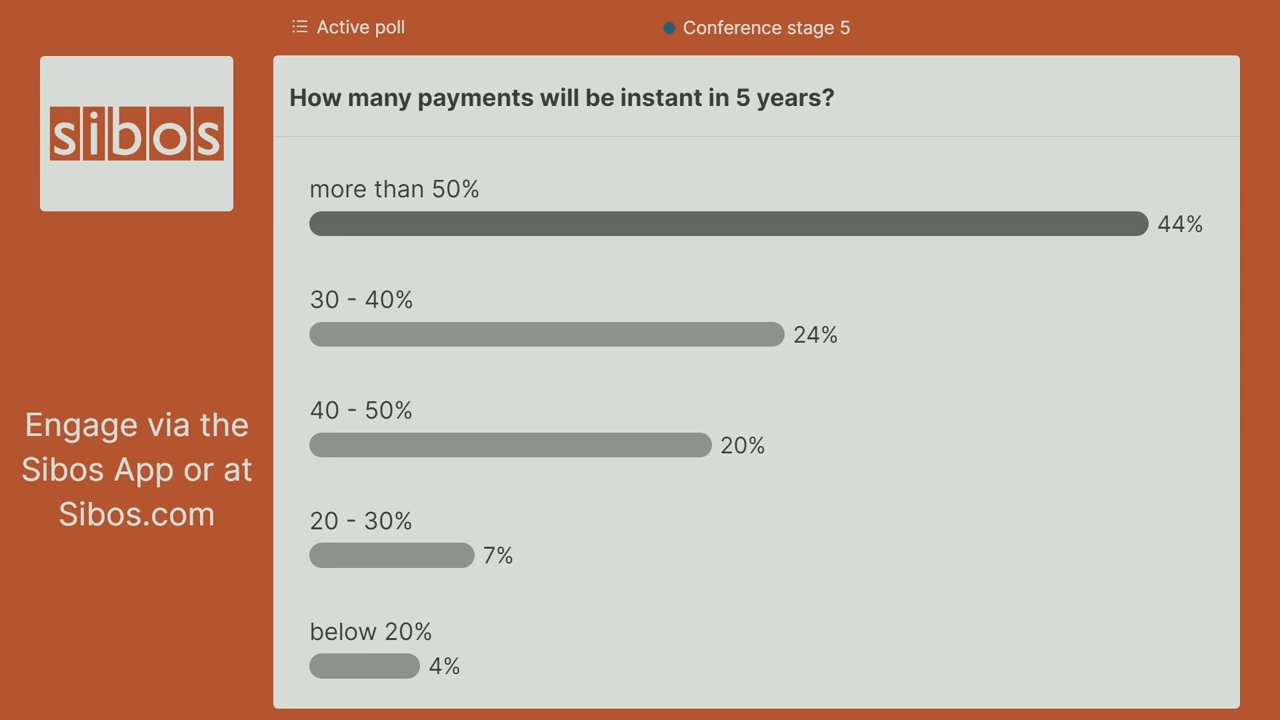 Active poll
Conference stage 5
sibos
How many payments will be instant in 5 years?
more than 50%
44%
30 - 40%
24%
40 - 50%
20%
20 - 30%
7%
below 20%
4%
Engage via the
Sibos App or at
Sibos.com